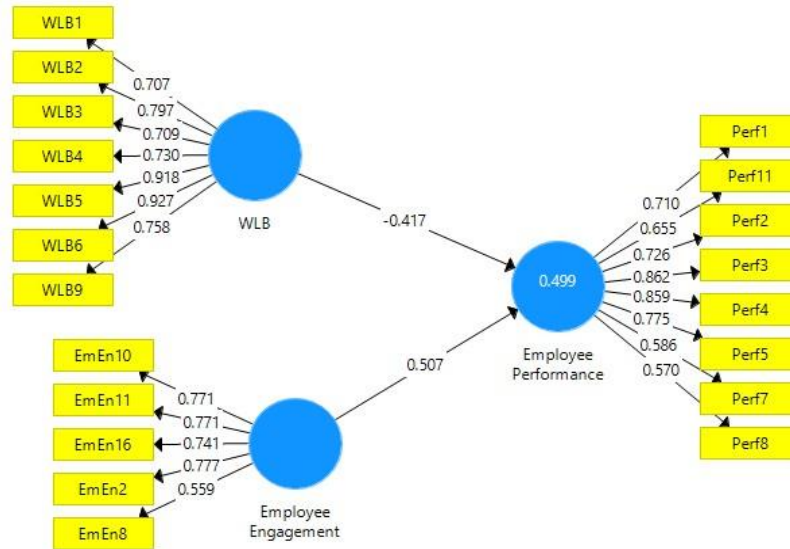 WLB1
WLB2
WLB3
WLB4
WLB5
WLB6
WLB9
0.707
0.797
0.709
0.730
0.918
0.927
0.758
WLB
-0.417
EmEn10
EmEn11
EmEn16
EmEn2
EmEn8
0.771
0.771
0.741
0.777
0.559
Employee
Engagement
0.507
0.499
Employee
Performance
0.710
0.655
0.726
0.862
0.859
0.775
0.586
0.570
Perf1
Perf11
Perf2
Perf3
Perf4
Perf5
Perf7
Perf8